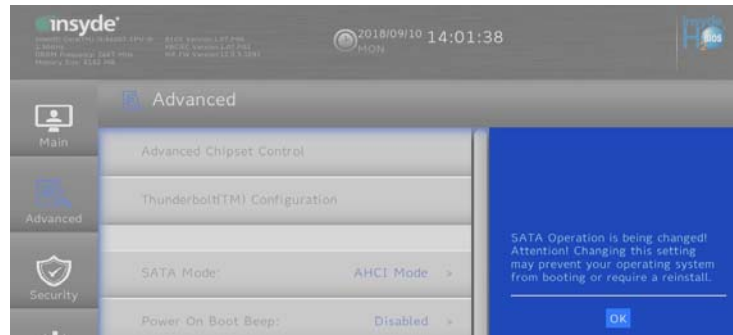 insyde
2018/09/10 14:01:38
MON
Advanced
Main
Advanced Chipset Control
Advanced
Thunderbolt(TM) Configuration
SATA Operation is being changed!
Attention! Changing this setting
may prevent your operating system
from booting or require a reinstall.
Security
SATA Mode: AHCI Mode >
Power On Boot Beep: Disabled >
OK